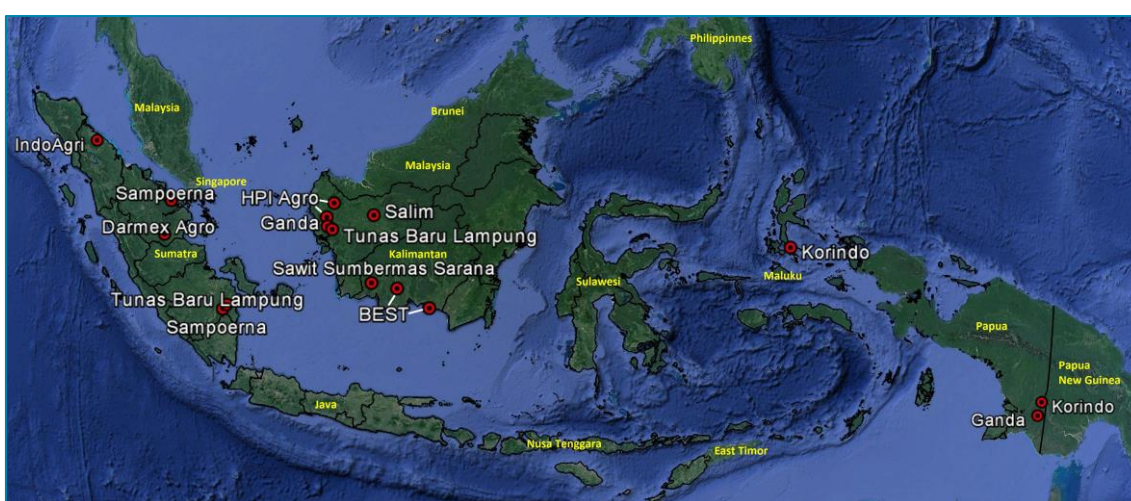 Philippinnes
Malaysia
Brunei
IndoAgri
Malaysia
Singapore
Sampoerna
HPI Agro
Salim
Ganda
Darmex Agro
Tunas Baru Lampung
Korindo
Sumatra
Kalimantan
Sawit Sumbermas Sarana
Sulawesi
Maluku
Tunas Baru Lampung
BEST
Sampoerna
Papua
Papua
New Guinea
Java
Korindo
Ganda
Nusa Tenggara
East Timor